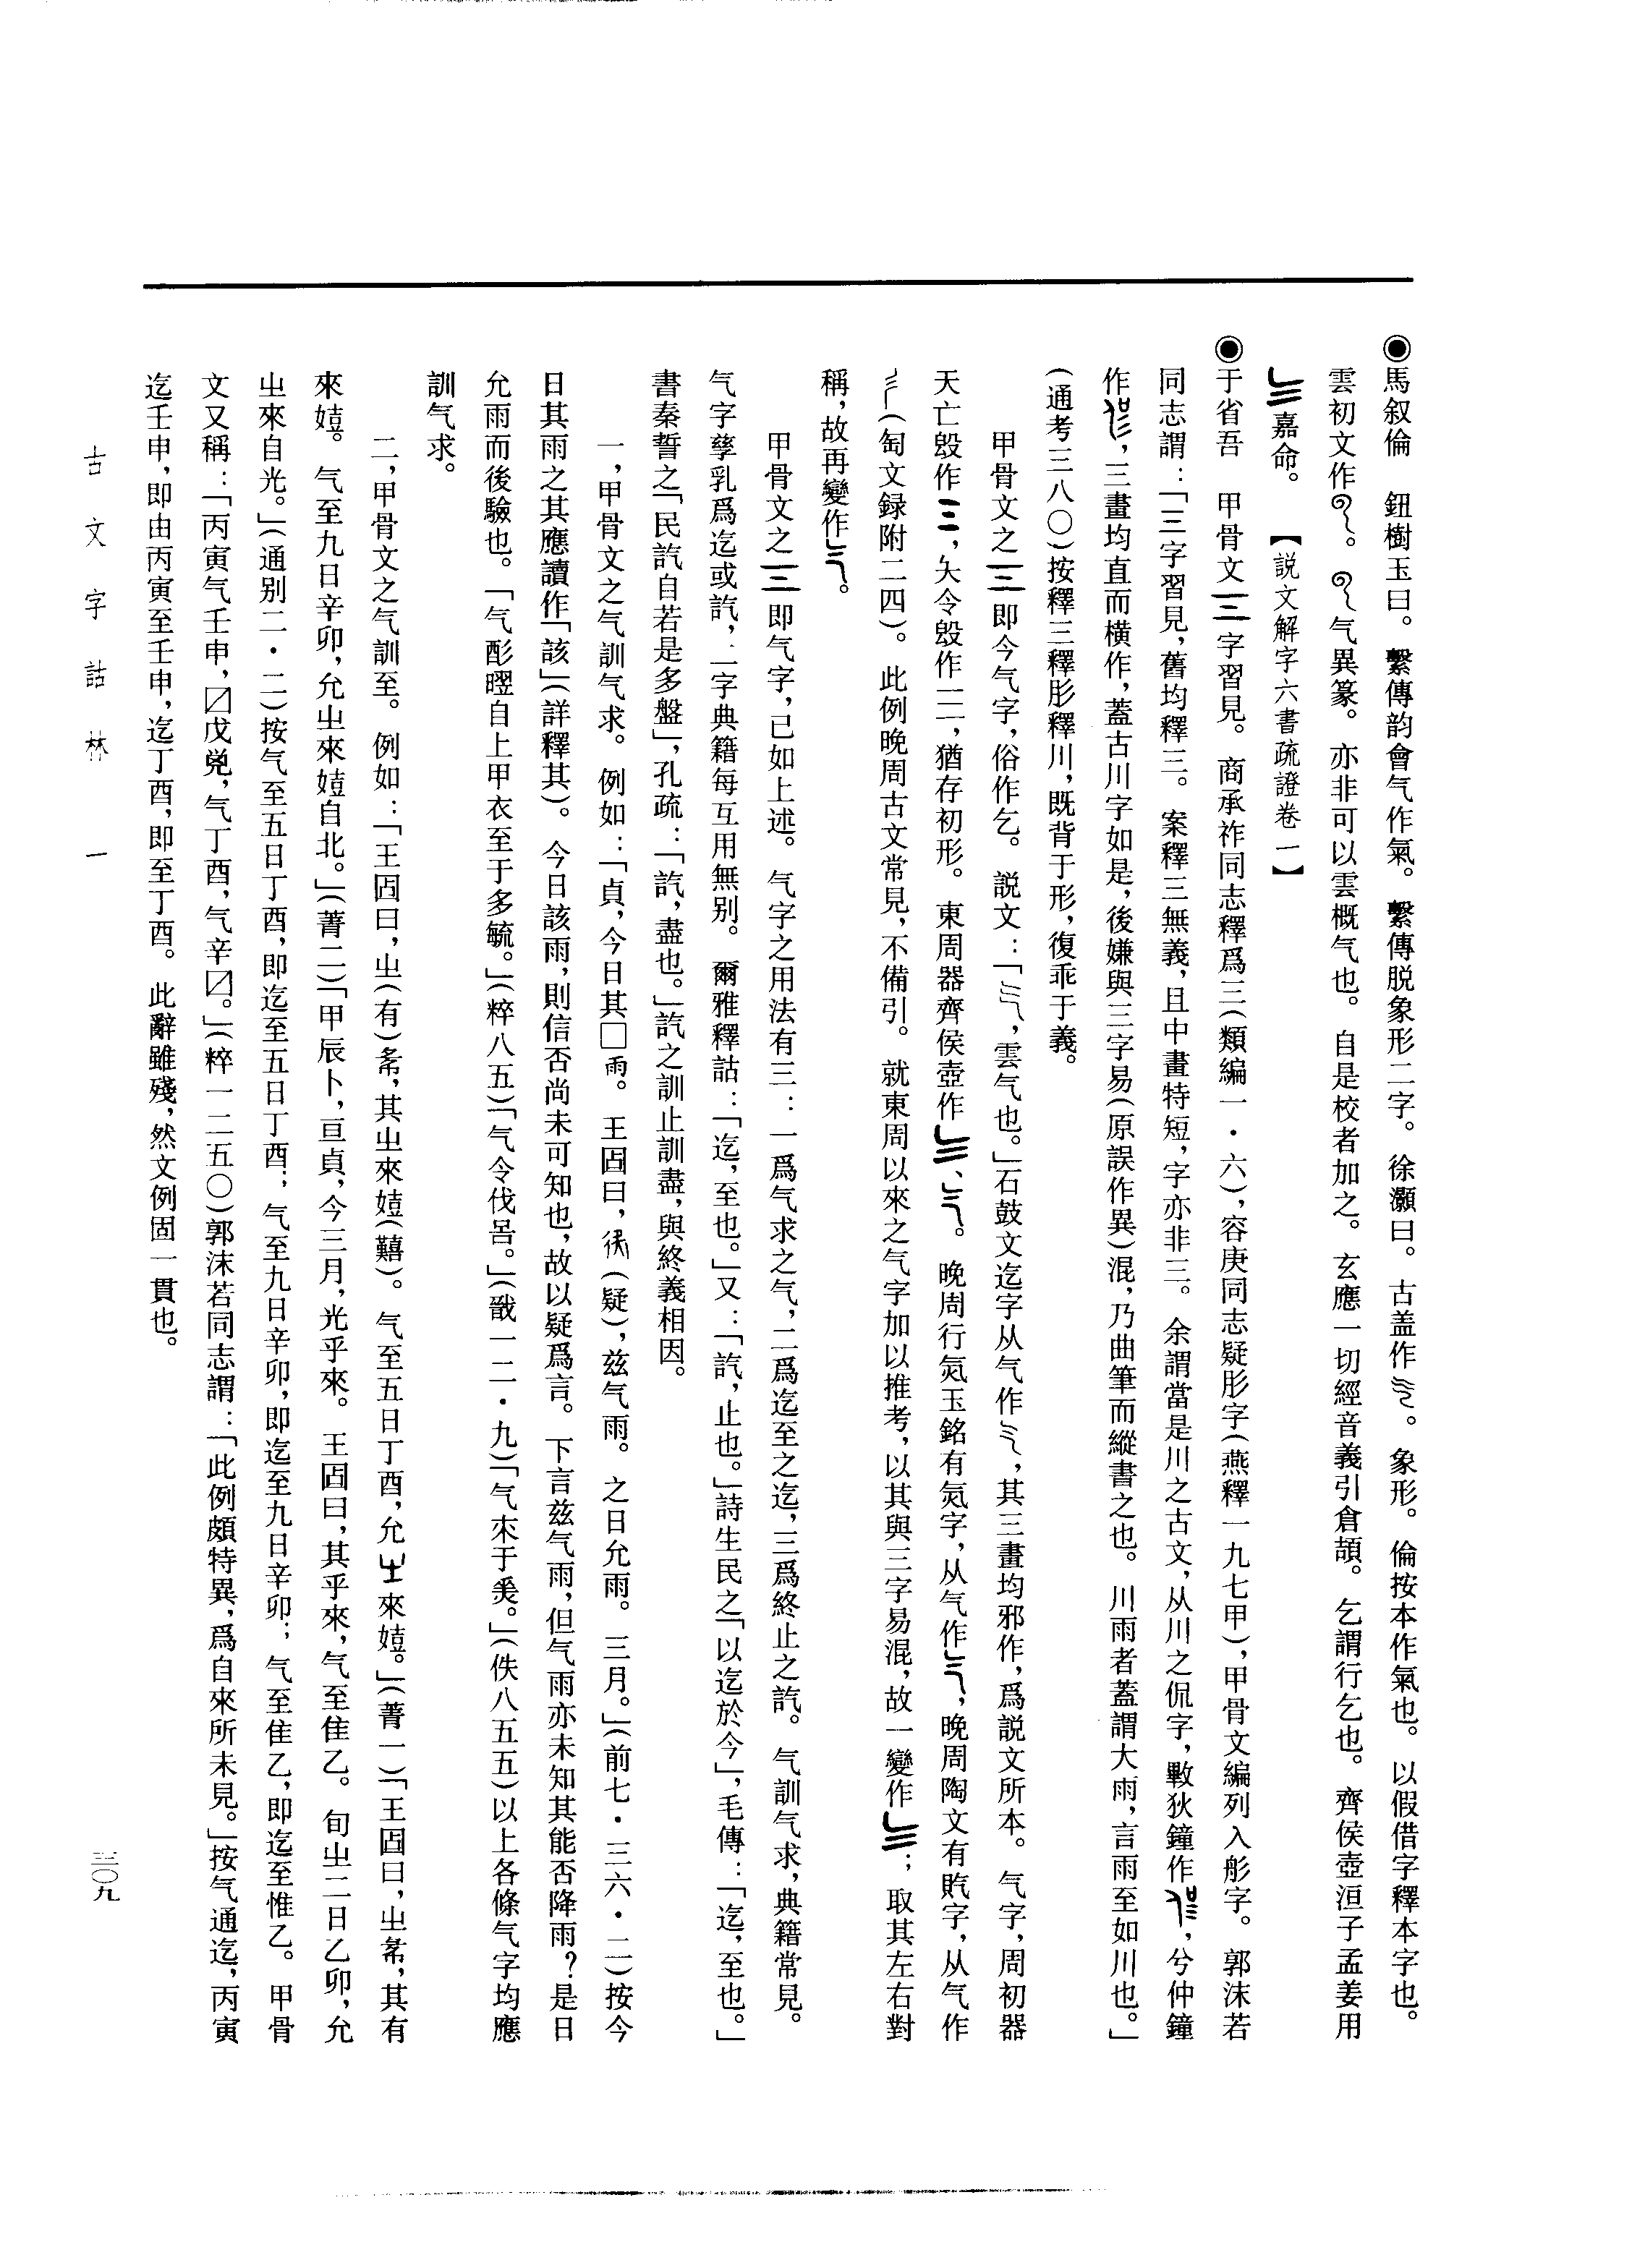 ◉馬叙倫　鈕樹玉曰。繫傳韵會气作氣。繫傳脱象形二字。徐灝曰。古盖作。象形。倫按本作氣也。以假借字釋本字也。
雲初文作。气異篆。亦非可以雲概气也。自是校者加之。玄應一切經音義引倉頡。乞謂行乞也。齊侯壺洹子孟姜用
嘉命。　【説文解字六書疏證卷一】
◉于省吾　甲骨文字習見。商承祚同志釋爲三（類編一・六），容庚同志疑肜字（燕釋一九七甲），甲骨文編列入彤字。郭沫若
同志謂：「三字習見，舊均釋三。案釋三無義，且中畫特短，字亦非三。余謂當是川之古文，从川之侃字，𢿢狄鐘作，兮仲鐘
作，三畫均直而横作，蓋古川字如是，後嫌與三字易（原誤作異）混，乃曲筆而縱書之也。川雨者蓋謂大雨，言雨至如川也。」
（通考三八〇）按釋三釋肜釋川，既背于形，復乖于義。
甲骨文之即今气字，俗作乞。説文：「气，雲气也。」石鼓文迄字从气作，其三畫均邪作，爲説文所本。气字，周初器
天亡𣪘作，夨令𣪘作，猶存初形。東周器齊侯壺作、。晚周行氣玉銘有氣字，从气作，晚周陶文有字，从气作
（匋文録附二四）。此例晚周古文常見，不備引。就東周以來之气字加以推考，以其與三字易混，故一變作；取其左右對
稱，故再變作。
甲骨文之即气字，已如上述。气字之用法有三：一爲气求之气，二爲迄至之迄，三爲終止之訖。气訓气求，典籍常見。
气字孳乳爲迄或訖，二字典籍每互用無别。爾雅釋詁：「迄，至也。」又：「訖，止也。」詩生民之「以迄於今」，毛傳：「迄，至也。」
書秦誓之「民訖自若是多盤」，孔疏：「訖，盡也。」訖之訓止訓盡，與終義相因。
一，甲骨文之气訓气求。例如：「貞，今日其□雨。王固曰，（疑），兹气雨。之日允雨。三月。」（前七・三六・二）按今
日其雨之其應讀作「該」（詳釋其）。今日該雨，則信否尚未可知也，故以疑爲言。下言兹气雨，但气雨亦未知其能否降雨？是日
允雨而後驗也。「气酌曌自上甲衣至于多毓。」（粹八五）「气令伐𢀛。」（戩一二・九）「气于。」（佚八五五）以上各條气字均應
訓气求。
二，甲骨文之气訓至。例如：「王固曰，㞢（有）希，其㞢來嬉（囏）。气至五日丁酉，允㞢來嬉。」（菁一）「王固曰，㞢希，其有
來嬉。气至九日辛卯，允㞢來嬉自北。」（菁二）「甲辰卜，亘貞，今三月，光乎來。王固曰，其乎來，气至隹乙。旬㞢二日乙卯，允
㞢來自光。」（通别二・二）按气至五日丁酉，即迄至五日丁酉；气至九日辛卯，即迄至九日辛卯；气至隹乙，即迄至惟乙。甲骨
文又稱：「丙寅气壬申，〼戊兇，气丁酉，气辛〼。」（粹一二五〇）郭沫若同志謂：「此例頗特異，爲自來所未見。」按气通迄，丙寅
迄壬申，即由丙寅至壬申，迄丁酉，即至丁酉。此辭雖殘，然文例固一貫也。
古文字詁林　一
三〇九